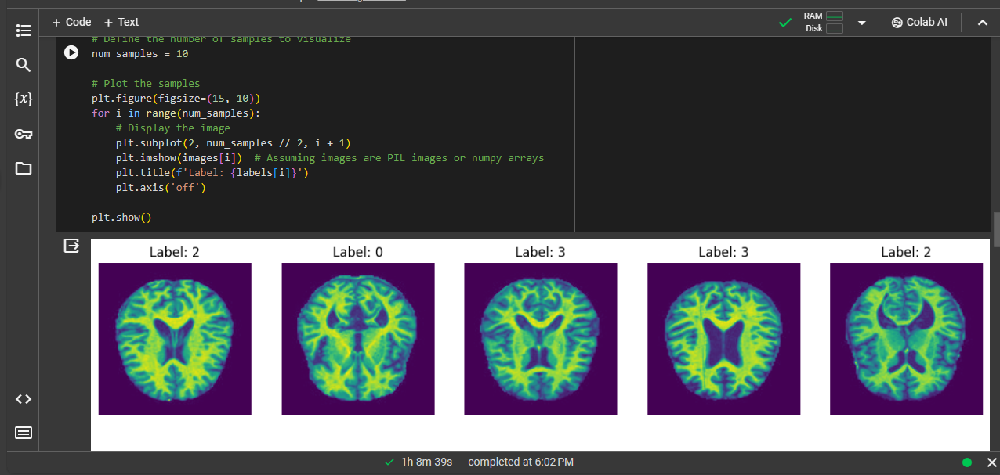 + Code + Text
RAM
Disk
Colab AI
{x}
# Define the number of samples to visualize
num_samples = 10
# Plot the samples
plt.figure(figsize=(15, 10))
for i in range(num_samples):
    # Display the image
    plt.subplot(2, num_samples // 2, i + 1)
    plt.imshow(images[i])  # Assuming images are PIL images or numpy arrays
    plt.title(f'Label: {labels[i]}')
    plt.axis('off')
plt.show()
Label: 2 Label: 0 Label: 3 Label: 3 Label: 2
1h 8m 39s completed at 6:02 PM